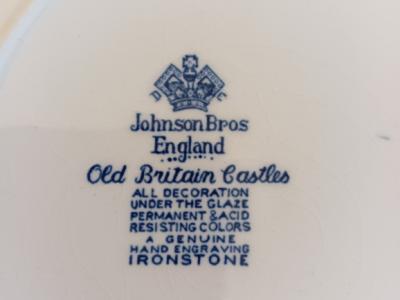 D C
Johnson Bros
England
Old Britain Castles
ALL DECORATION
UNDER THE GLAZE
PERMANENT & ACID
RESISTING COLORS
A GENUINE
HAND ENGRAVING
IRONSTONE